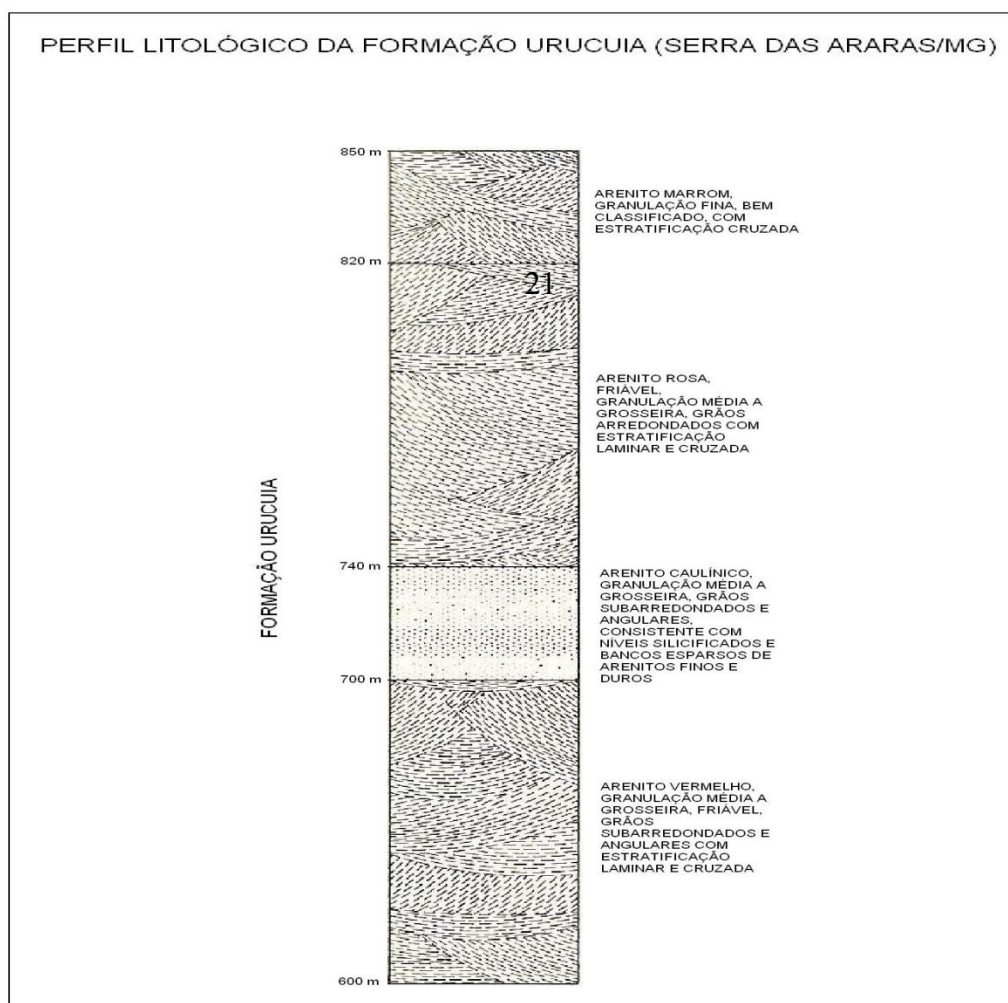 PERFIL LITOLÓGICO DA FORMAÇÃO URUCUIA (SERRA DAS ARARAS/MG)
850 m
ARENITO MARROM,
GRANULAÇÃO FINA, BEM
CLASSIFICADO, COM
ESTRATIFICAÇÃO CRUZADA
820 m
21
ARENITO ROSA,
FRIÁVEL,
GRANULAÇÃO MÉDIA A
GROSSEIRA, GRÃOS
ARREDONDADOS COM
ESTRATIFICAÇÃO
LAMINAR E CRUZADA
FORMAÇÃO URUCUIA
740 m
ARENITO CAULÍNICO,
GRANULAÇÃO MÉDIA A
GROSSEIRA, GRÃOS
SUBARREDONDADOS E
ANGULARES,
CONSISTENTE COM
NÍVEIS SILICIFICADOS E
BANCOS ESPARSOS DE
ARENITOS FINOS E
DUROS
700 m
ARENITO VERMELHO,
GRANULAÇÃO MÉDIA A
GROSSEIRA, FRIÁVEL,
GRÃOS
SUBARREDONDADOS E
ANGULARES COM
ESTRATIFICAÇÃO
LAMINAR E CRUZADA
600 m